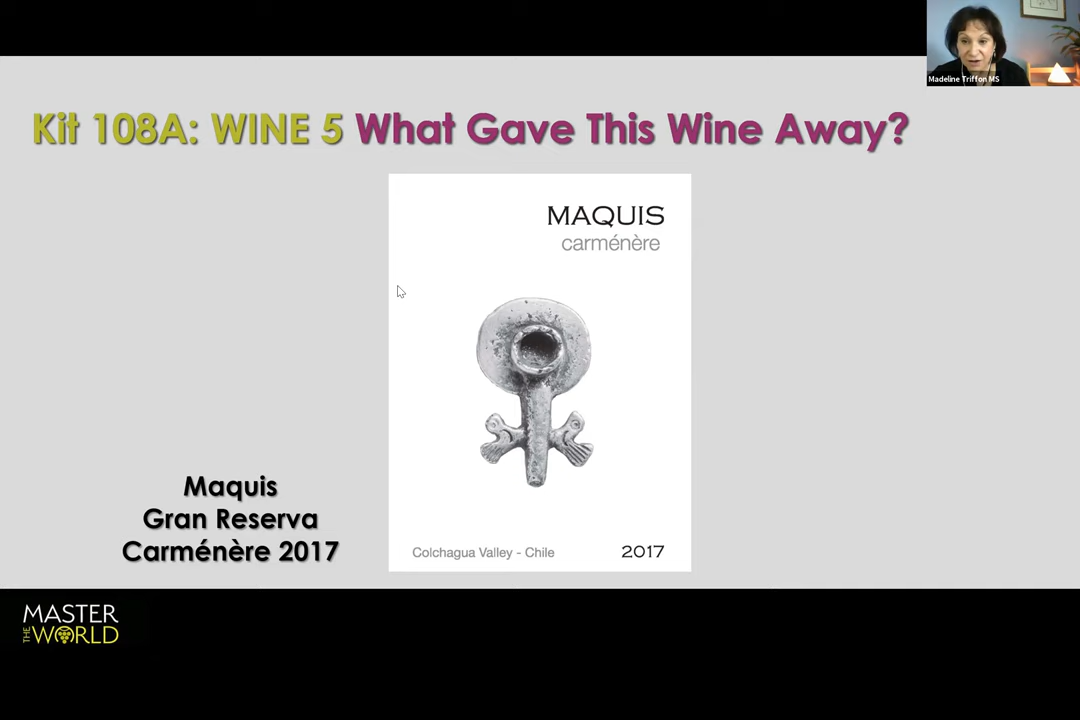 Madeline Triffon MS
Kit 108A: WINE 5 What Gave This Wine Away?
MAQUIS
carménère
Maquis
Gran Reserva
Carménère 2017
Colchagua Valley - Chile 2017
MASTER
THE WORLD